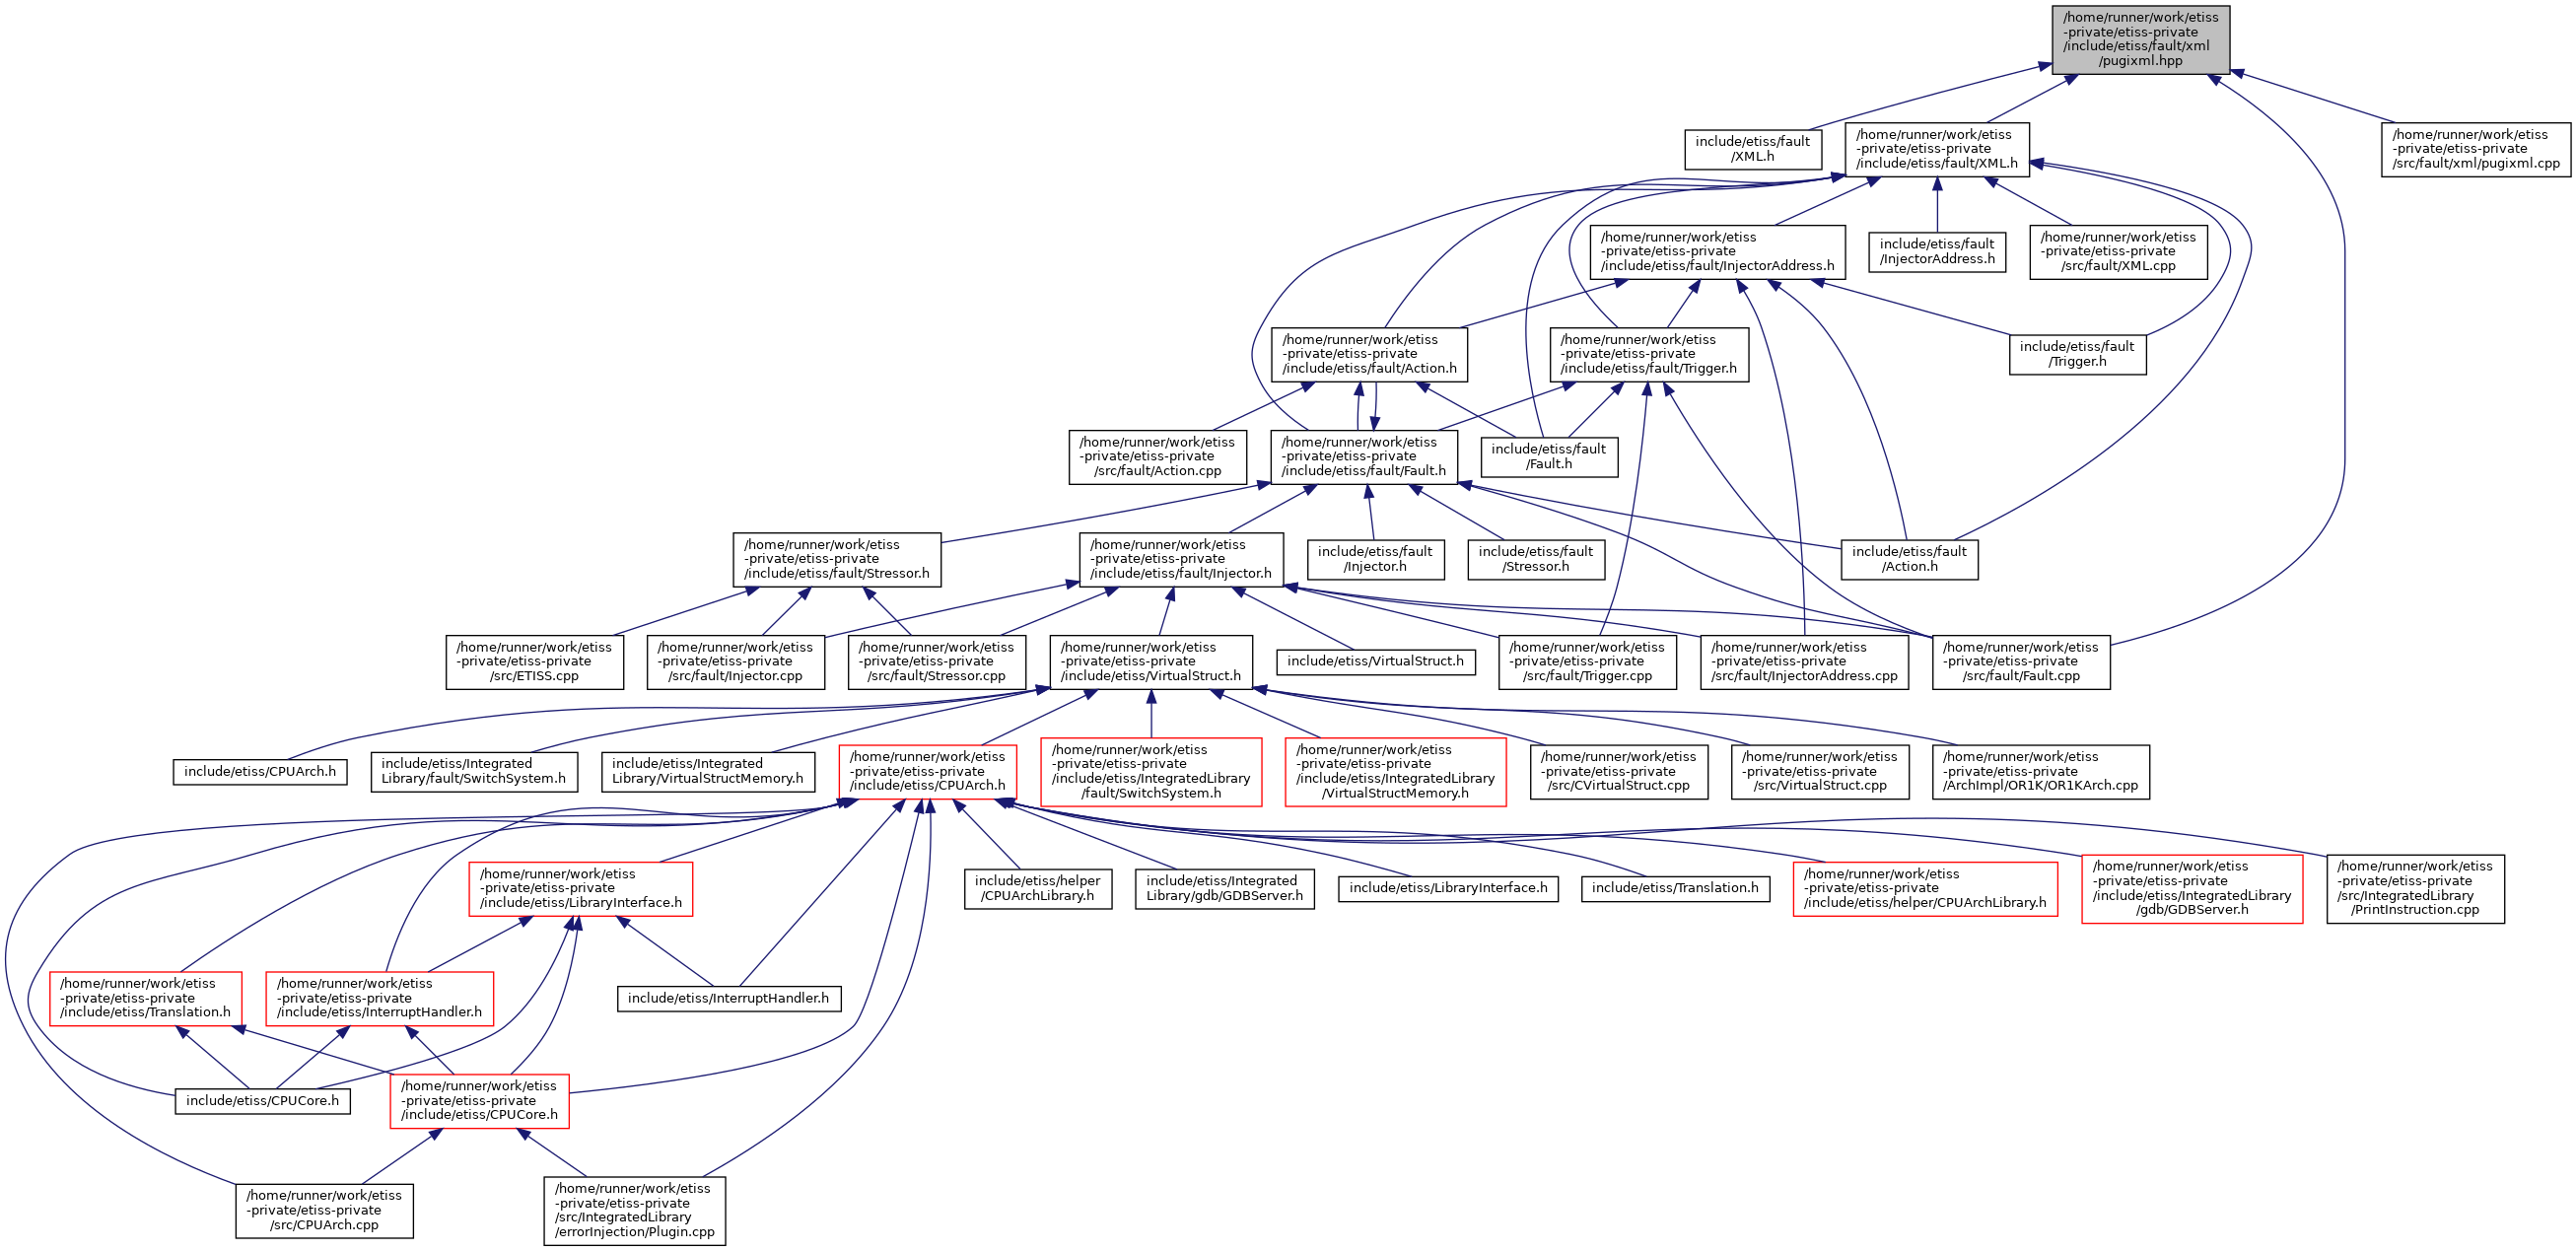 /home/runner/work/etiss
-private/etiss-private
/include/etiss/fault/xml
/pugixml.hpp
include/etiss/fault
/XML.h
/home/runner/work/etiss
-private/etiss-private
/include/etiss/fault/XML.h
/home/runner/work/etiss
-private/etiss-private
/src/fault/xml/pugixml.cpp
/home/runner/work/etiss
-private/etiss-private
/include/etiss/fault/InjectorAddress.h
include/etiss/fault
/InjectorAddress.h
/home/runner/work/etiss
-private/etiss-private
/src/fault/XML.cpp
/home/runner/work/etiss
-private/etiss-private
/include/etiss/fault/Action.h
/home/runner/work/etiss
-private/etiss-private
/include/etiss/fault/Trigger.h
include/etiss/fault
/Trigger.h
/home/runner/work/etiss
-private/etiss-private
/src/fault/Action.cpp
/home/runner/work/etiss
-private/etiss-private
/include/etiss/fault/Fault.h
include/etiss/fault
/Fault.h
/home/runner/work/etiss
-private/etiss-private
/include/etiss/fault/Stressor.h
/home/runner/work/etiss
-private/etiss-private
/include/etiss/fault/Injector.h
include/etiss/fault
/Injector.h
include/etiss/fault
/Stressor.h
include/etiss/fault
/Action.h
/home/runner/work/etiss
-private/etiss-private
/src/ETISS.cpp
/home/runner/work/etiss
-private/etiss-private
/src/fault/Injector.cpp
/home/runner/work/etiss
-private/etiss-private
/src/fault/Stressor.cpp
/home/runner/work/etiss
-private/etiss-private
/include/etiss/VirtualStruct.h
include/etiss/VirtualStruct.h
/home/runner/work/etiss
-private/etiss-private
/src/fault/Trigger.cpp
/home/runner/work/etiss
-private/etiss-private
/src/fault/InjectorAddress.cpp
/home/runner/work/etiss
-private/etiss-private
/src/fault/Fault.cpp
include/etiss/CPUArch.h
include/etiss/Integrated
Library/fault/SwitchSystem.h
include/etiss/Integrated
Library/VirtualStructMemory.h
/home/runner/work/etiss
-private/etiss-private
/include/etiss/CPUArch.h
/home/runner/work/etiss
-private/etiss-private
/include/etiss/IntegratedLibrary
/fault/SwitchSystem.h
/home/runner/work/etiss
-private/etiss-private
/include/etiss/IntegratedLibrary
/VirtualStructMemory.h
/home/runner/work/etiss
-private/etiss-private
/src/CVirtualStruct.cpp
/home/runner/work/etiss
-private/etiss-private
/src/VirtualStruct.cpp
/home/runner/work/etiss
-private/etiss-private
/ArchImpl/OR1K/OR1KArch.cpp
/home/runner/work/etiss
-private/etiss-private
/include/etiss/LibraryInterface.h
include/etiss/helper
/CPUArchLibrary.h
include/etiss/Integrated
Library/gdb/GDBServer.h
include/etiss/LibraryInterface.h
include/etiss/Translation.h
/home/runner/work/etiss
-private/etiss-private
/include/etiss/helper/CPUArchLibrary.h
/home/runner/work/etiss
-private/etiss-private
/include/etiss/IntegratedLibrary
/gdb/GDBServer.h
/home/runner/work/etiss
-private/etiss-private
/src/IntegratedLibrary
/PrintInstruction.cpp
/home/runner/work/etiss
-private/etiss-private
/include/etiss/Translation.h
/home/runner/work/etiss
-private/etiss-private
/include/etiss/InterruptHandler.h
include/etiss/InterruptHandler.h
include/etiss/CPUCore.h
/home/runner/work/etiss
-private/etiss-private
/include/etiss/CPUCore.h
/home/runner/work/etiss
-private/etiss-private
/src/CPUArch.cpp
/home/runner/work/etiss
-private/etiss-private
/src/IntegratedLibrary
/errorInjection/Plugin.cpp